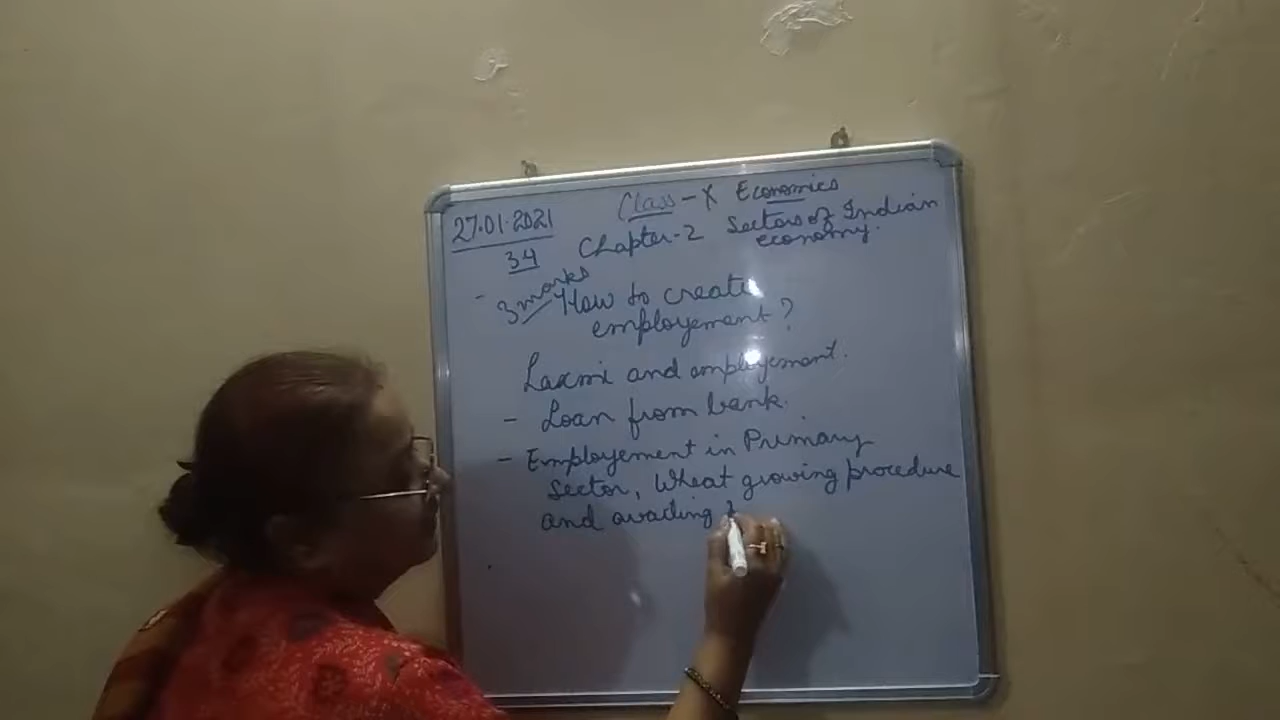 Class-X Economics
27.01.2021
Chapter-2 Sectors of Indian
economy.
34
- 3 marks How to create
employement?
Laxmi and employement.
- Loan from bank.
- Employement in Primary
Sector, Wheat growing procedure
and availing